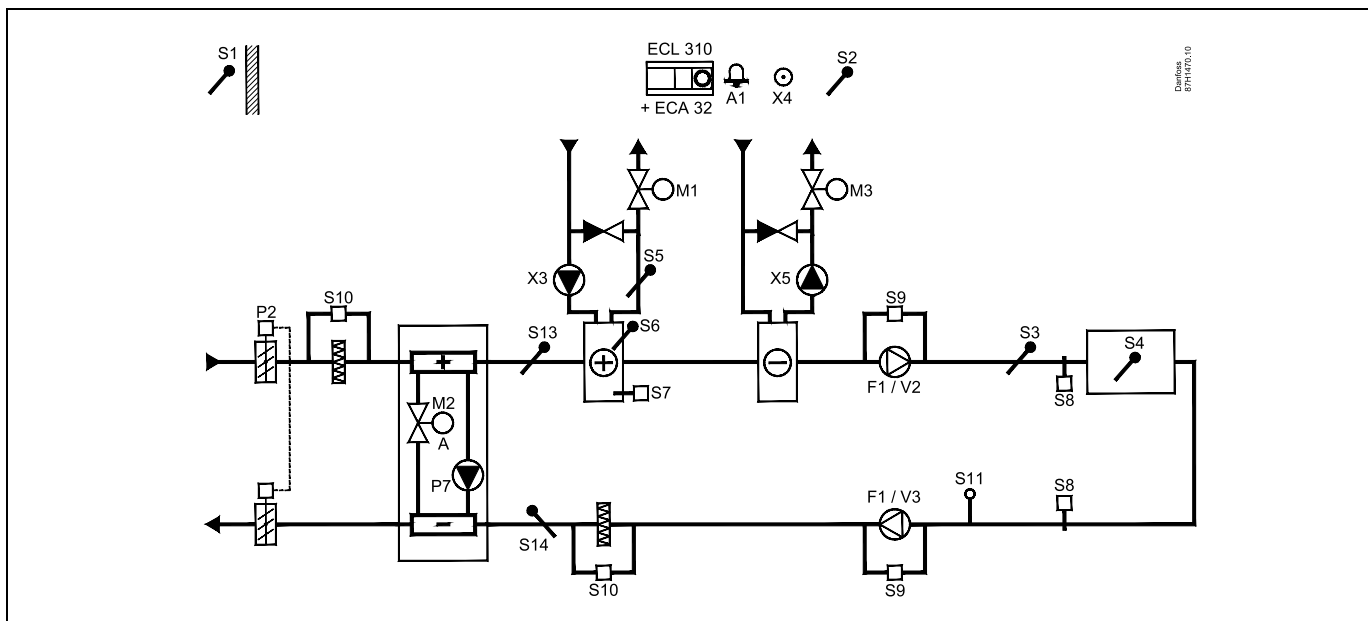 S1
ECL 310
+ ECA 32
A1
X4
S2
Danfoss
87H1470.10
M1
M3
X3
S5
X5
P2
S10
S13
S6
S9
S3
S4
+
+
–
F1 / V2
S7
S8
M2
A
P7
S11
S8
F1 / V3
-
S14
S10
S9